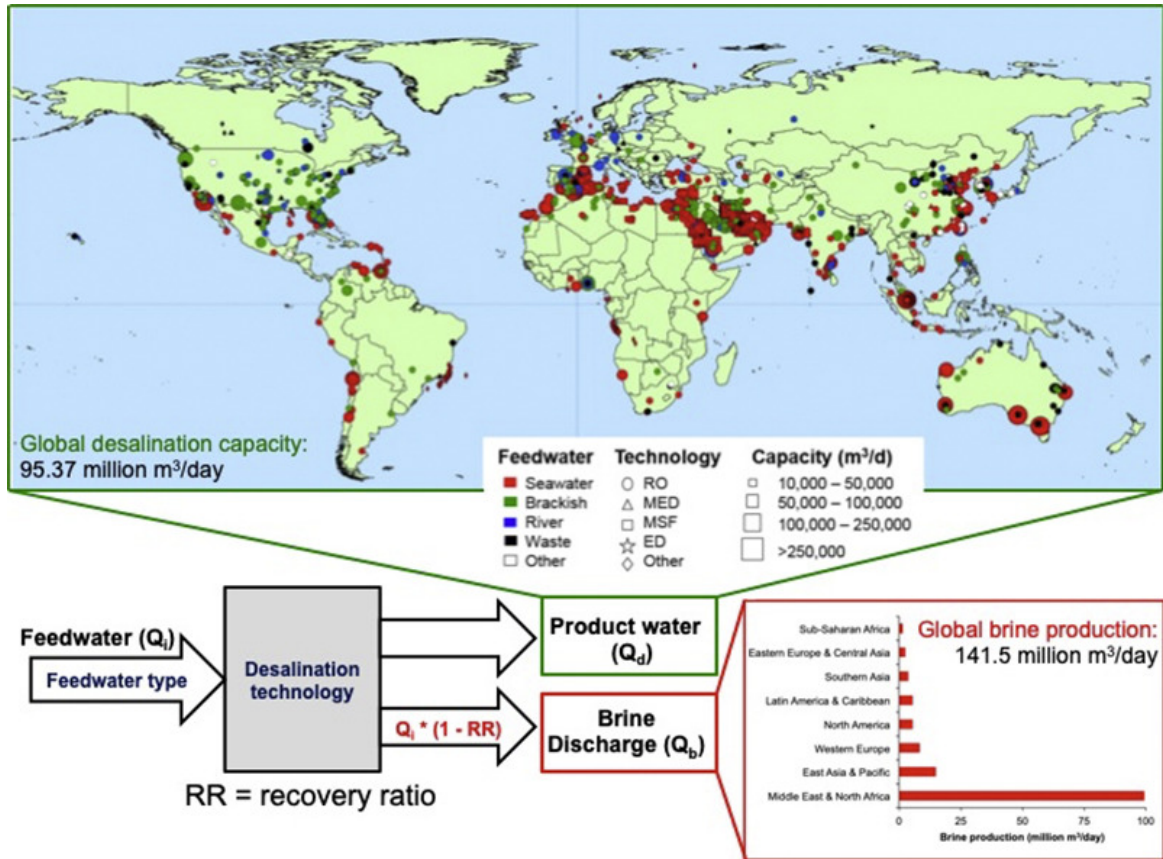 Global desalination capacity:
95.37 million m³/day
Feedwater
Seawater
Brackish
River
Waste
Other
Technology
RO
MED
MSF
ED
Other
Capacity (m³/d)
10,000 – 50,000
50,000 – 100,000
100,000 – 250,000
>250,000
Feedwater (Qᵢ)
Feedwater type
Desalination
technology
RR = recovery ratio
Qᵢ * (1 - RR)
Product water
(Q_d)
Brine
Discharge (Q_b)
Global brine production:
141.5 million m³/day
Sub-Saharan Africa
Eastern Europe & Central Asia
Southern Asia
Latin America & Caribbean
North America
Western Europe
East Asia & Pacific
Middle East & North Africa
0 25 50 75 100
Brine production (million m³/day)